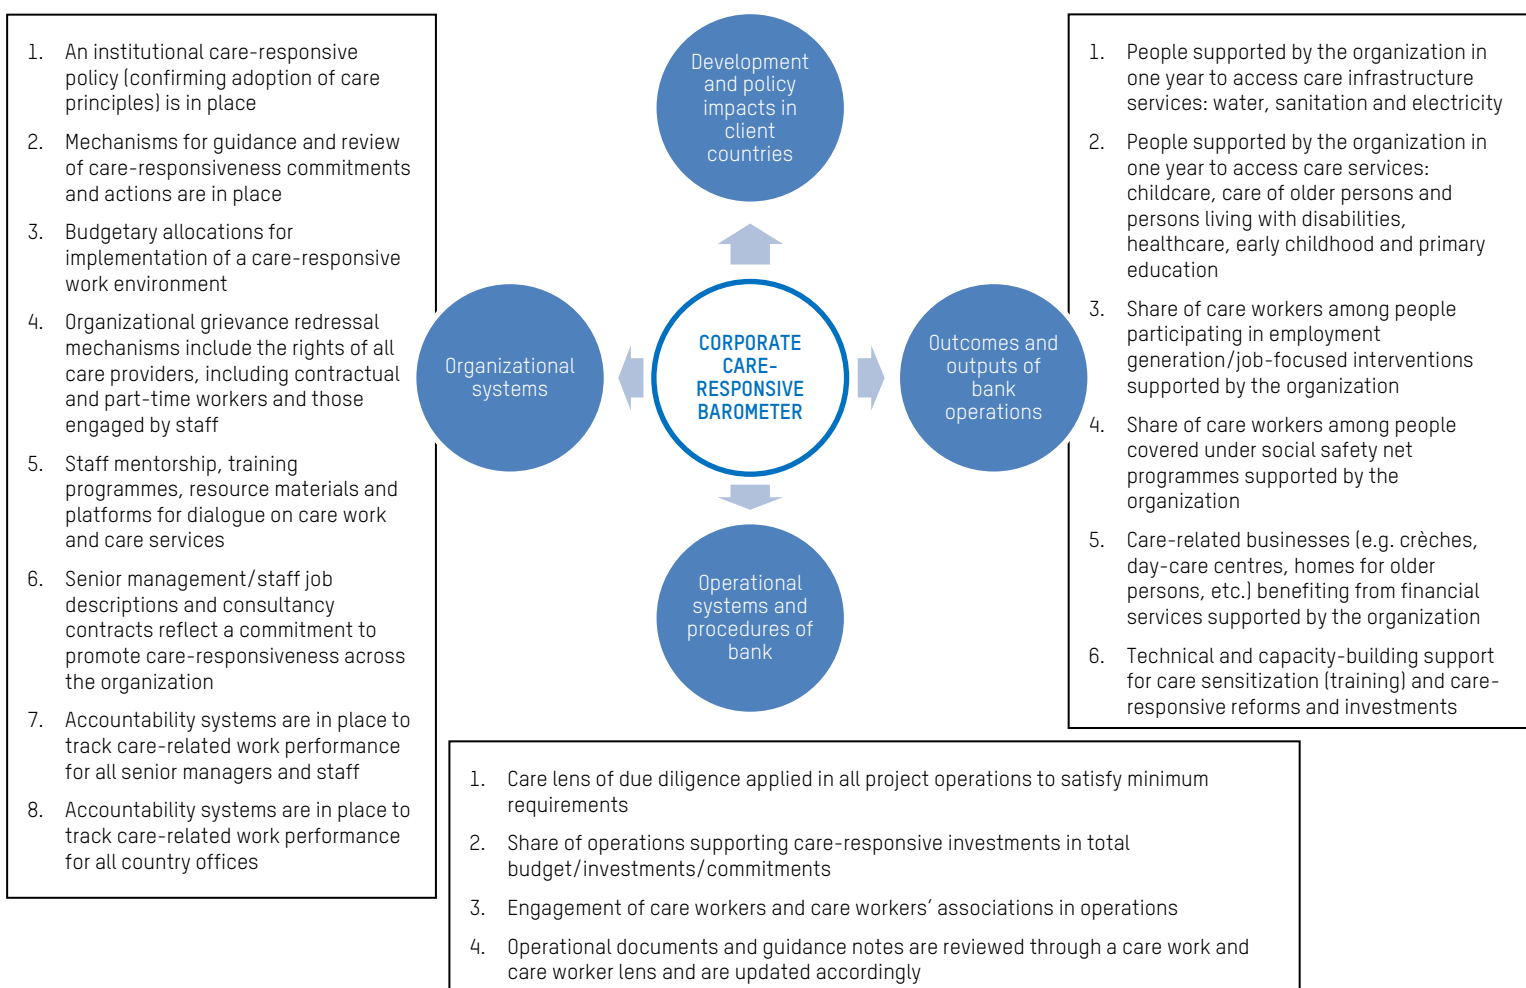 1. An institutional care-responsive
policy (confirming adoption of care
principles) is in place
2. Mechanisms for guidance and review
of care-responsiveness commitments
and actions are in place
3. Budgetary allocations for
implementation of a care-responsive
work environment
4. Organizational grievance redressal
mechanisms include the rights of all
care providers, including contractual
and part-time workers and those
engaged by staff
5. Staff mentorship, training
programmes, resource materials and
platforms for dialogue on care work
and care services
6. Senior management/staff job
descriptions and consultancy
contracts reflect a commitment to
promote care-responsiveness across
the organization
7. Accountability systems are in place to
track care-related work performance
for all senior managers and staff
8. Accountability systems are in place to
track care-related work performance
for all country offices
Development
and policy
impacts in
client
countries
Organizational
systems
CORPORATE
CARE-
RESPONSIVE
BAROMETER
Outcomes and
outputs of
bank
operations
Operational
systems and
procedures of
bank
1. People supported by the organization in
one year to access care infrastructure
services: water, sanitation and electricity
2. People supported by the organization in
one year to access care services:
childcare, care of older persons and
persons living with disabilities,
healthcare, early childhood and primary
education
3. Share of care workers among people
participating in employment
generation/job-focused interventions
supported by the organization
4. Share of care workers among people
covered under social safety net
programmes supported by the
organization
5. Care-related businesses (e.g. crèches,
day-care centres, homes for older
persons, etc.) benefiting from financial
services supported by the organization
6. Technical and capacity-building support
for care sensitization (training) and care-
responsive reforms and investments
1. Care lens of due diligence applied in all project operations to satisfy minimum
requirements
2. Share of operations supporting care-responsive investments in total
budget/investments/commitments
3. Engagement of care workers and care workers’ associations in operations
4. Operational documents and guidance notes are reviewed through a care work and
care worker lens and are updated accordingly